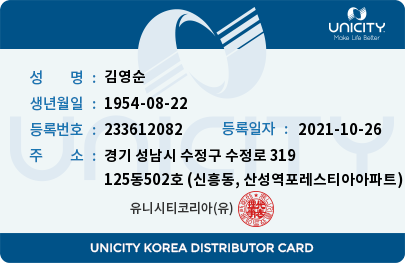 UNICITY
Make Life Better
성 명 : 김영순
생년월일 : 1954-08-22
등록번호 : 233612082 등록일자 : 2021-10-26
주 소 : 경기 성남시 수정구 수정로 319
125동502호 (신흥동, 산성역포레스티아아파트)
유니시티코리아(유)
UNICITY KOREA DISTRIBUTOR CARD